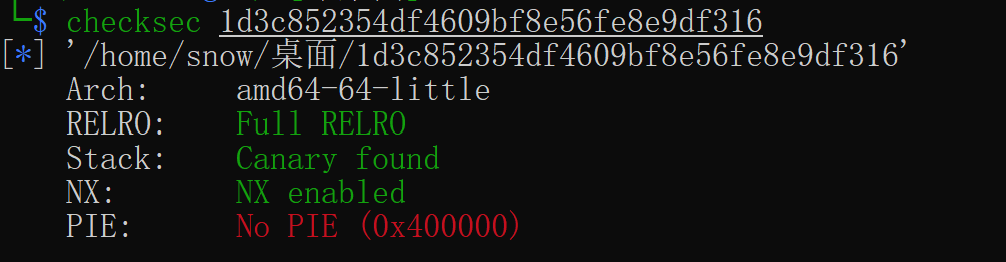 └$ checksec 1d3c852354df4609bf8e56fe8e9df316
[*] '/home/snow/桌面/1d3c852354df4609bf8e56fe8e9df316'
Arch: amd64-64-little
RELRO: Full RELRO
Stack: Canary found
NX: NX enabled
PIE: No PIE (0x400000)